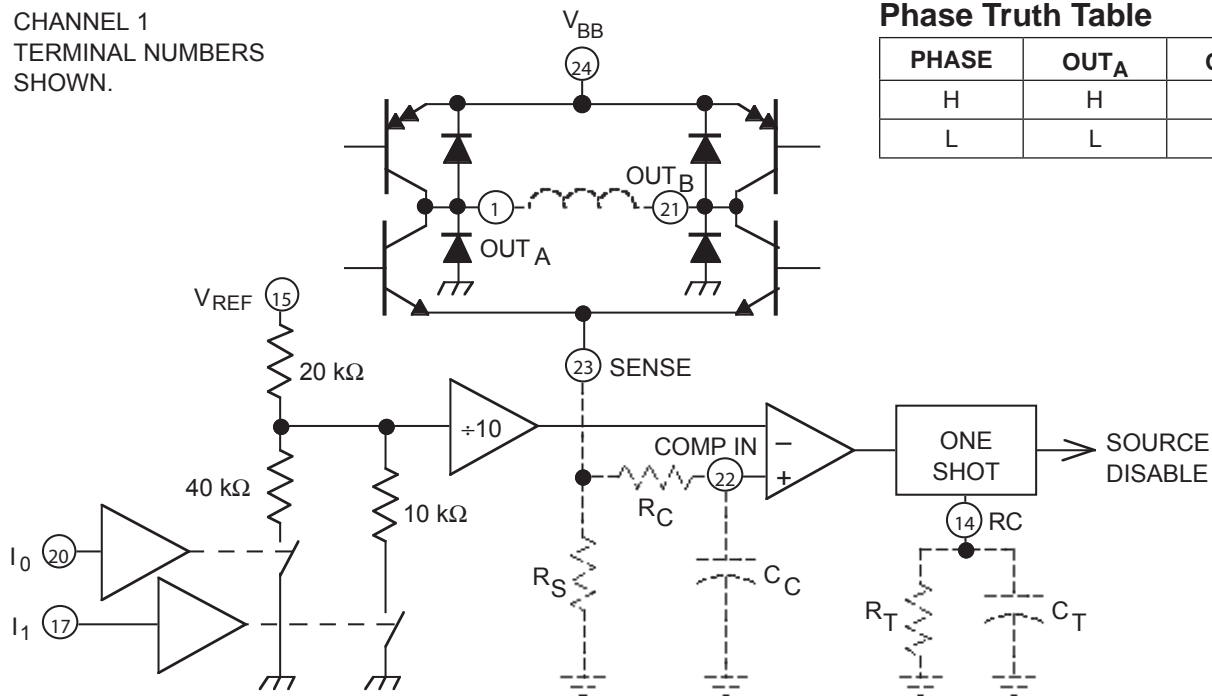 CHANNEL 1
TERMINAL NUMBERS
SHOWN.
Phase Truth Table
PHASE OUT_A
H H
L L
V_BB
24
OUT_B
1
21
OUT_A
V_REF 15
20 kΩ
23 SENSE
÷10
COMP IN
22
−
+
ONE
SHOT
SOURCE
DISABLE
40 kΩ
10 kΩ
R_C
14 RC
I_0 20
R_S
C_C
R_T
C_T
I_1 17